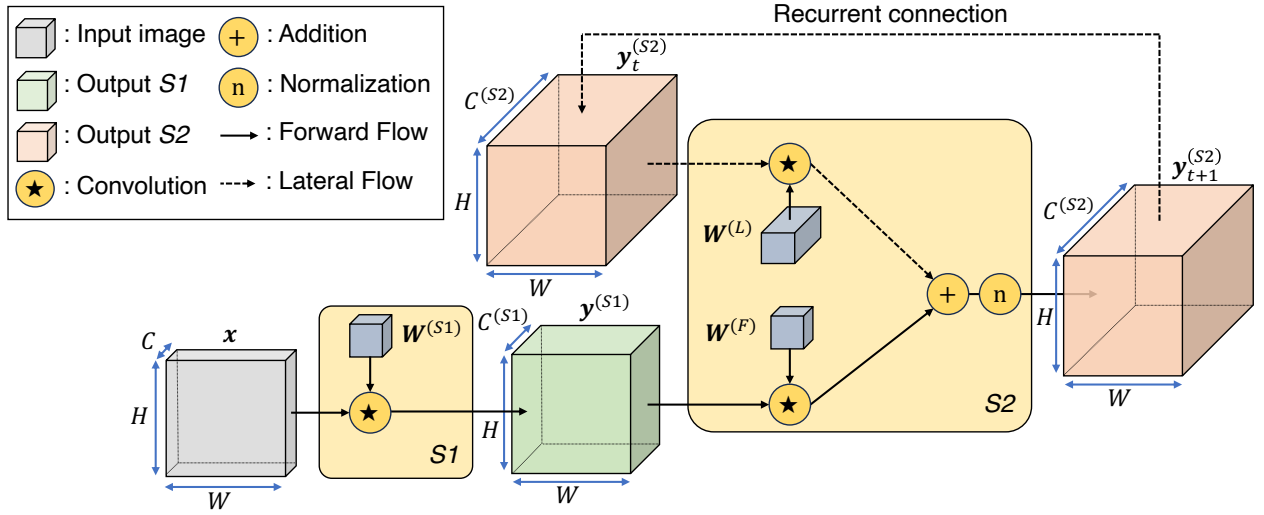 : Input image
: Addition
: Output S1
n : Normalization
: Output S2
: Forward Flow
: Convolution
: Lateral Flow
Recurrent connection
y_t^{(S2)}
C^{(S2)}
H
W
W^{(L)}
y_{t+1}^{(S2)}
C^{(S2)}
+
n
H
W
W^{(F)}
S2
C
x
H
W
W^{(S1)}
S1
C^{(S1)}
y^{(S1)}
H
W